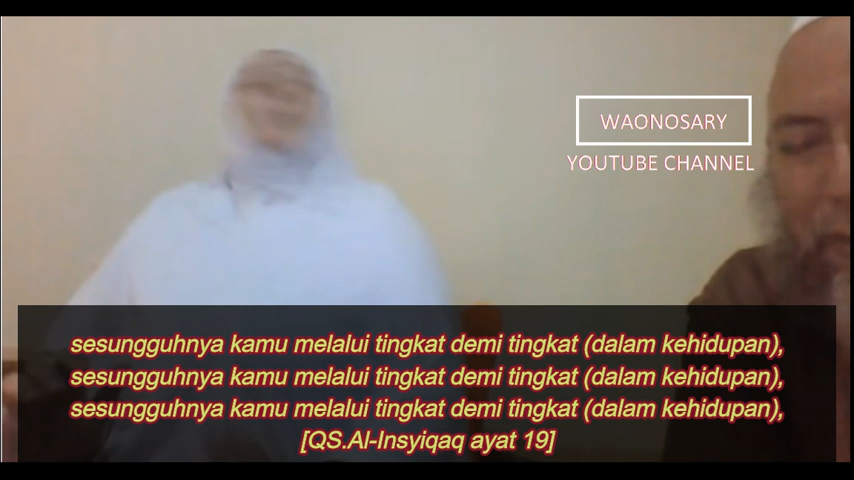 WAONOSARY
YOUTUBE CHANNEL
sesungguhnya kamu melalui tingkat demi tingkat (dalam kehidupan),
sesungguhnya kamu melalui tingkat demi tingkat (dalam kehidupan),
sesungguhnya kamu melalui tingkat demi tingkat (dalam kehidupan),
[QS.Al-Insyiqaq ayat 19]